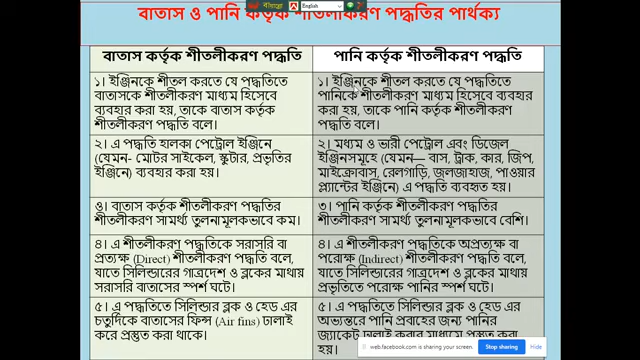 বাতাস ও পানি কর্তৃক শীতলীকরণ পদ্ধতির পার্থক্য
English
বাতাস কর্তৃক শীতলীকরণ পদ্ধতি
১। ইঞ্জিনকে শীতল করতে যে পদ্ধতিতে
বাতাসকে শীতলীকরণ মাধ্যম হিসেবে
ব্যবহার করা হয়, তাকে বাতাস কর্তৃক
শীতলীকরণ পদ্ধতি বলে।
২। এ পদ্ধতি হালকা পেট্রোল ইঞ্জিনে
(যেমন- মোটর সাইকেল, স্কুটার, প্রভৃতির
ইঞ্জিনে) ব্যবহার করা হয়।
৩। বাতাস কর্তৃক শীতলীকরণ পদ্ধতির
শীতলীকরণ সামর্থ্য তুলনামূলকভাবে কম।
৪। এ শীতলীকরণ পদ্ধতিকে সরাসরি বা
প্রত্যক্ষ (Direct) শীতলীকরণ পদ্ধতি বলে,
যাতে সিলিন্ডারের গাত্রদেশ ও ব্লকের মাথায়
সরাসরি বাতাসের স্পর্শ ঘটে।
৫। এ পদ্ধতিতে সিলিন্ডার ব্লক ও হেড এর
চতুর্দিকে বাতাসের ফিন্স (Air fins) ঢালাই
করে প্রস্তুত করা থাকে।
পানি কর্তৃক শীতলীকরণ পদ্ধতি
১। ইঞ্জিনকে শীতল করতে যে পদ্ধতিতে
পানিকে শীতলীকরণ মাধ্যম হিসেবে ব্যবহার
করা হয়, তাকে পানি কর্তৃক শীতলীকরণ
পদ্ধতি বলে।
২। মধ্যম ও ভারী পেট্রোল এবং ডিজেল
ইঞ্জিনসমূহে (যেমন— বাস, ট্রাক, কার, জিপ,
মাইক্রোবাস, রেলগাড়ি, জলজাহাজ, পাওয়ার
প্ল্যান্টের ইঞ্জিনে) এ পদ্ধতি ব্যবহৃত হয়।
৩। পানি কর্তৃক শীতলীকরণ পদ্ধতির
শীতলীকরণ সামর্থ্য তুলনামূলকভাবে বেশি।
৪। এ শীতলীকরণ পদ্ধতিকে অপ্রত্যক্ষ বা
পরোক্ষ (Indirect) শীতলীকরণ পদ্ধতি বলে,
যাতে সিলিন্ডারের গাত্রদেশ ও ব্লকের মাথায়
প্রভৃতিতে পরোক্ষ পানির স্পর্শ ঘটে।
৫। এ পদ্ধতিতে সিলিন্ডার ব্লক ও হেড এর
অভ্যন্তরে পানি প্রবাহের জন্য পানির
জ্যাকেট ঢালাই করার মাধ্যমে প্রস্তুত করা
হয়।
web.facebook.com is sharing your screen.
Stop sharing
Hide